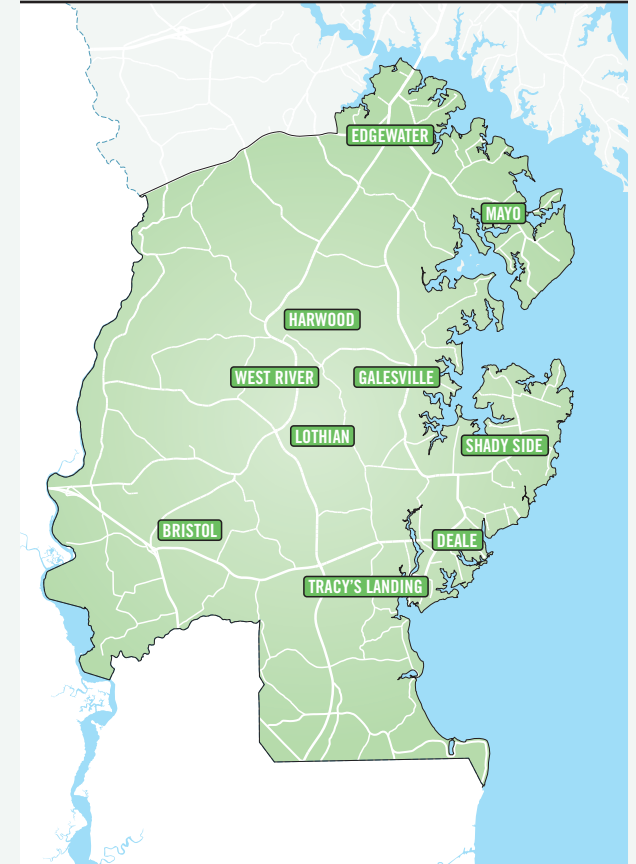 EDGEWATER
MAYO
HARWOOD
WEST RIVER
GALESVILLE
LOTHIAN
SHADY SIDE
BRISTOL
DEALE
TRACY'S LANDING